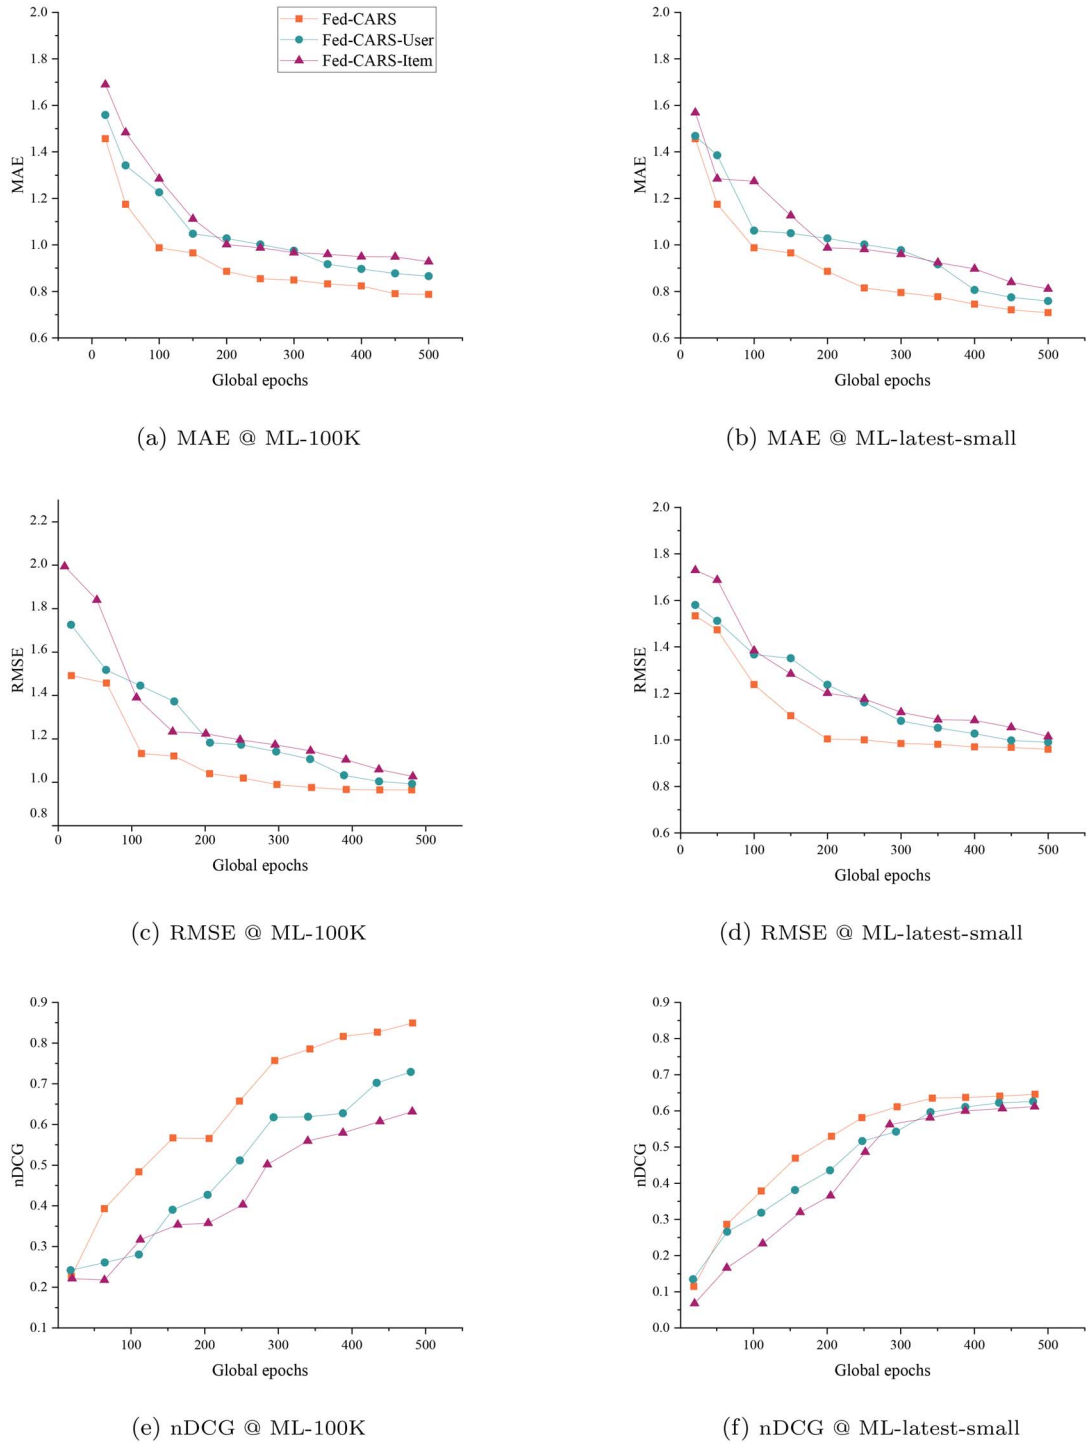 2.0
1.8
1.6
1.4
1.2
1.0
0.8
0.6
MAE
Fed-CARS
Fed-CARS-User
Fed-CARS-Item
0 100 200 300 400 500
Global epochs
(a) MAE @ ML-100K
2.0
1.8
1.6
1.4
1.2
1.0
0.8
0.6
MAE
0 100 200 300 400 500
Global epochs
(b) MAE @ ML-latest-small
2.2
2.0
1.8
1.6
1.4
1.2
1.0
0.8
RMSE
0 100 200 300 400 500
Global epochs
(c) RMSE @ ML-100K
2.0
1.8
1.6
1.4
1.2
1.0
0.8
0.6
RMSE
0 100 200 300 400 500
Global epochs
(d) RMSE @ ML-latest-small
0.9
0.8
0.7
0.6
0.5
0.4
0.3
0.2
0.1
nDCG
100 200 300 400 500
Global epochs
(e) nDCG @ ML-100K
0.9
0.8
0.7
0.6
0.5
0.4
0.3
0.2
0.1
0.0
nDCG
0 100 200 300 400 500
Global epochs
(f) nDCG @ ML-latest-small